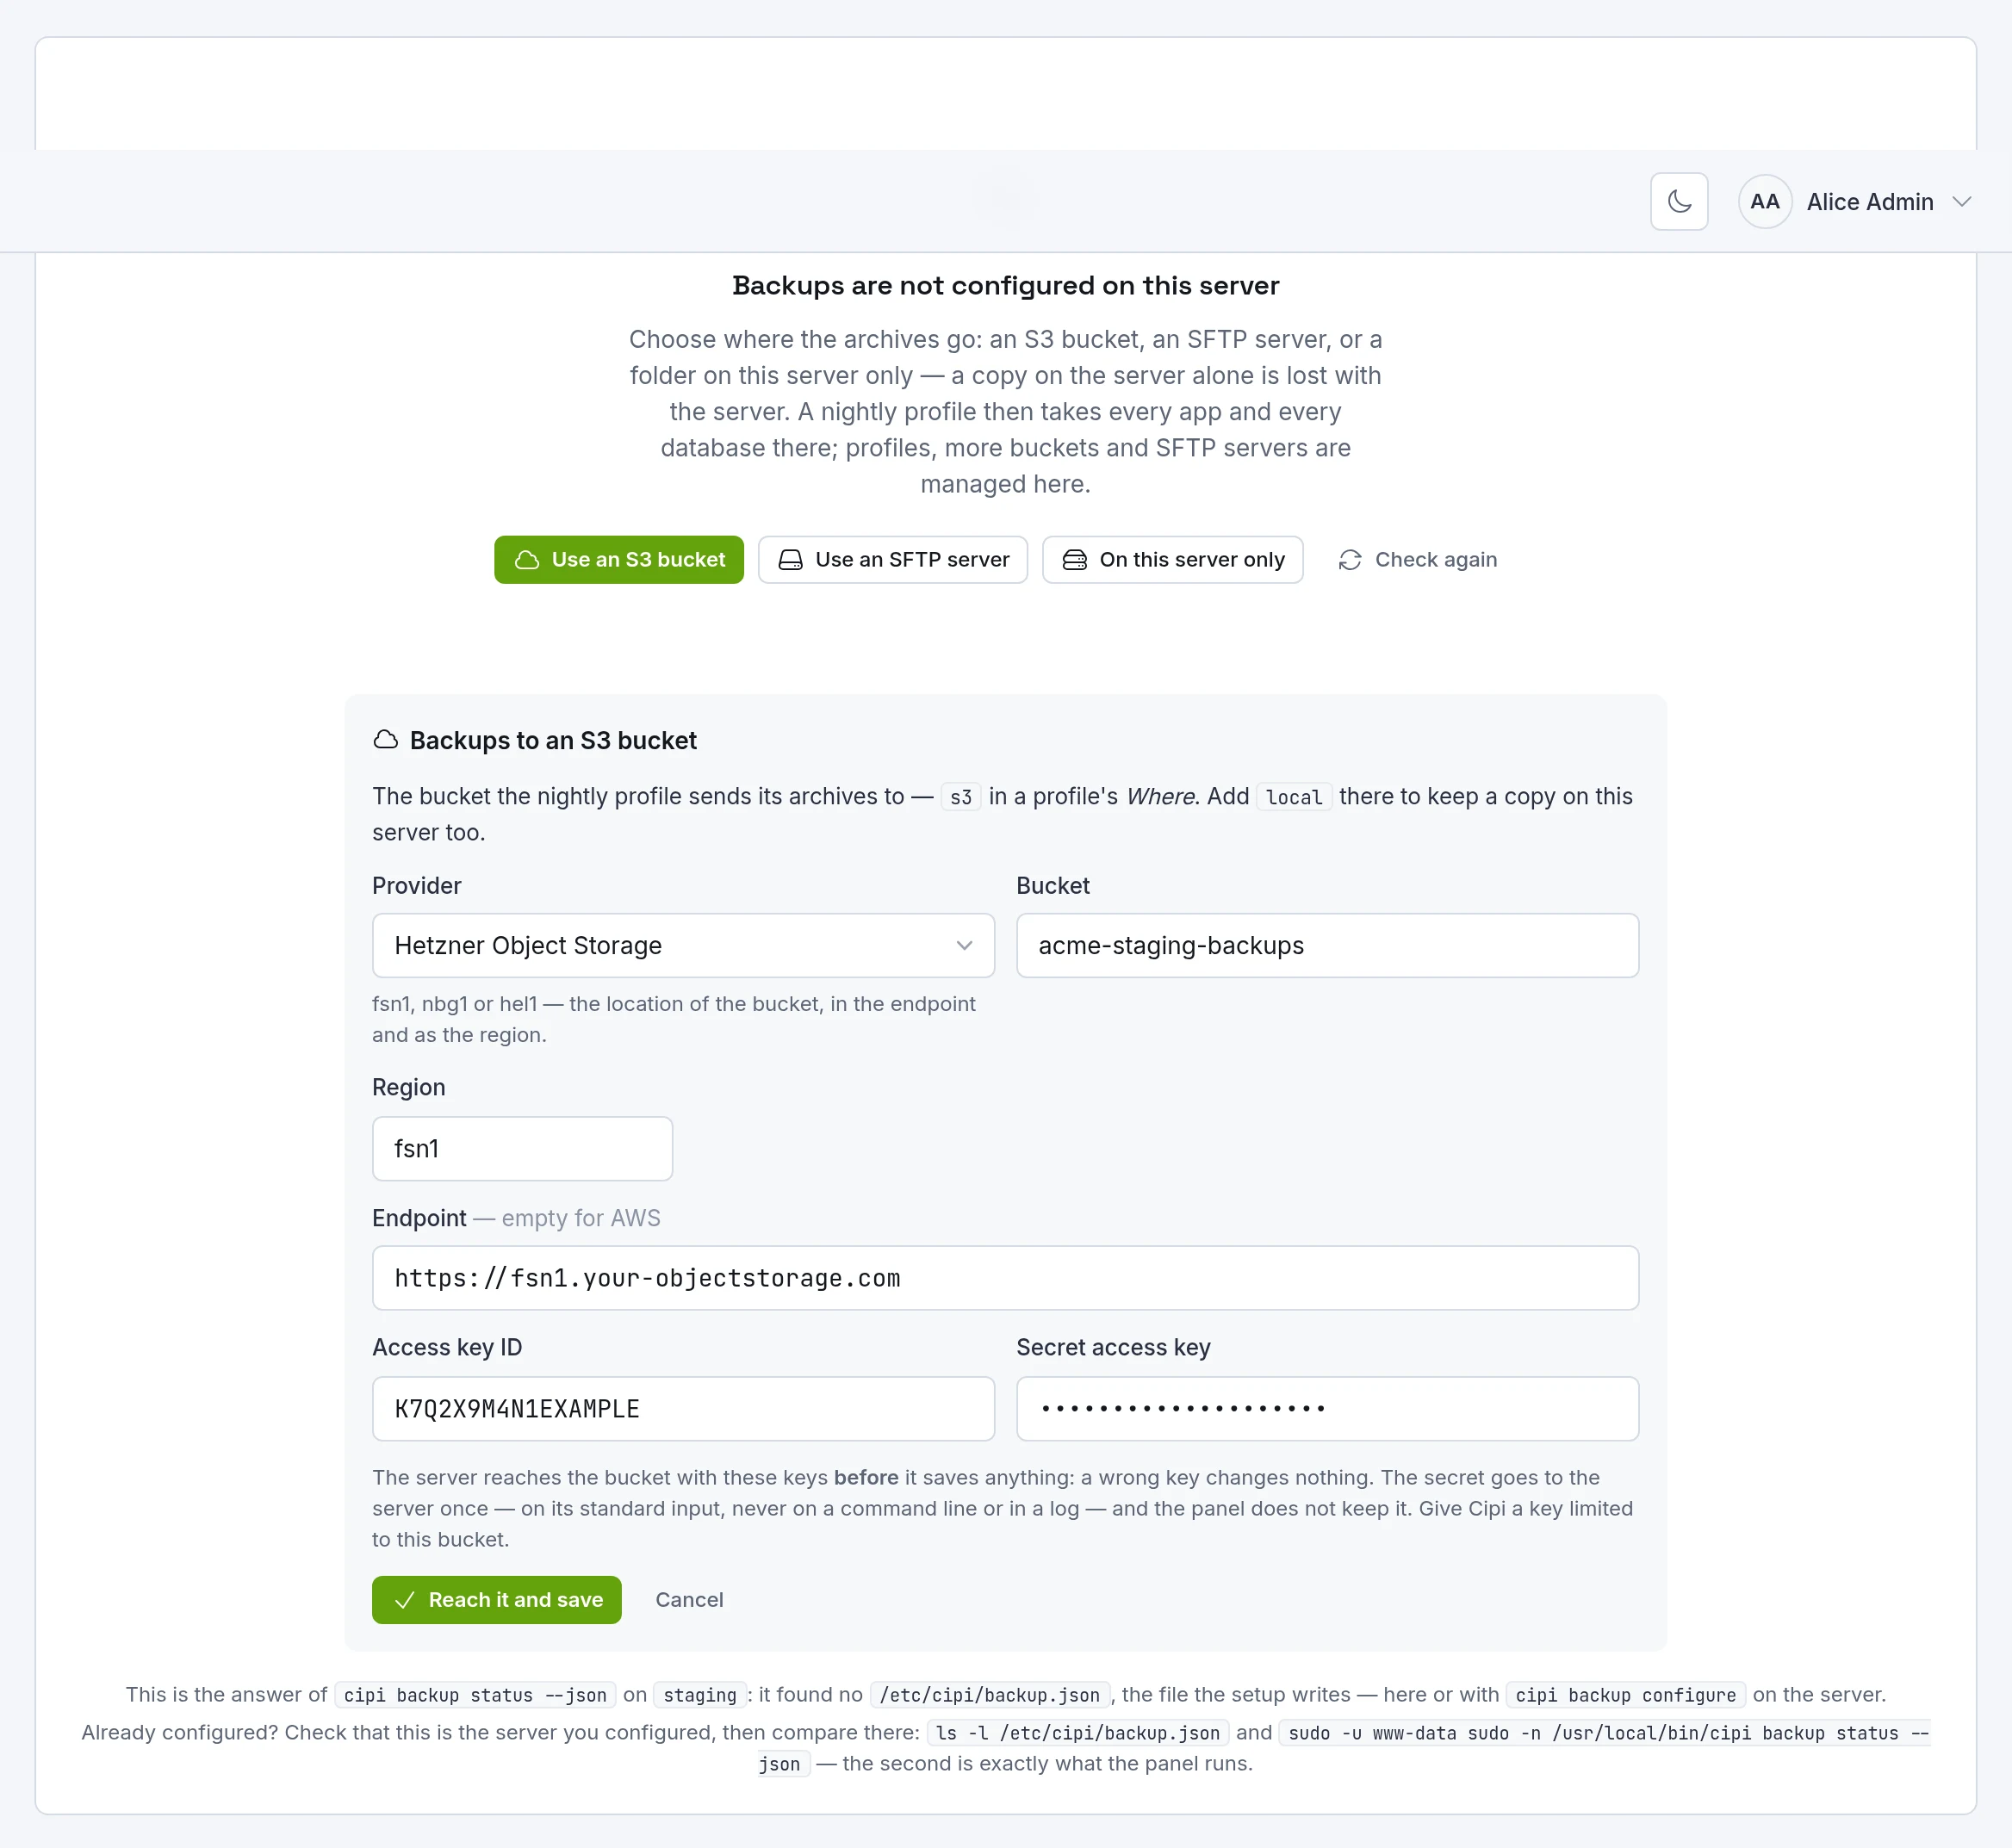 AA Alice Admin
Backups are not configured on this server
Choose where the archives go: an S3 bucket, an SFTP server, or a
folder on this server only — a copy on the server alone is lost with
the server. A nightly profile then takes every app and every
database there; profiles, more buckets and SFTP servers are
managed here.
Use an S3 bucket Use an SFTP server On this server only Check again
Backups to an S3 bucket
The bucket the nightly profile sends its archives to — s3 in a profile's Where. Add local there to keep a copy on this
server too.
Provider Bucket
Hetzner Object Storage acme-staging-backups
fsn1, nbg1 or hel1 — the location of the bucket, in the endpoint
and as the region.
Region
fsn1
Endpoint — empty for AWS
https://fsn1.your-objectstorage.com
Access key ID Secret access key
K7Q2X9M4N1EXAMPLE ••••••••••••••••••••
The server reaches the bucket with these keys before it saves anything: a wrong key changes nothing. The secret goes to the
server once — on its standard input, never on a command line or in a log — and the panel does not keep it. Give Cipi a key limited
to this bucket.
Reach it and save Cancel
This is the answer of cipi backup status --json on staging: it found no /etc/cipi/backup.json, the file the setup writes — here or with cipi backup configure on the server.
Already configured? Check that this is the server you configured, then compare there: ls -l /etc/cipi/backup.json and sudo -u www-data sudo -n /usr/local/bin/cipi backup status --
json — the second is exactly what the panel runs.